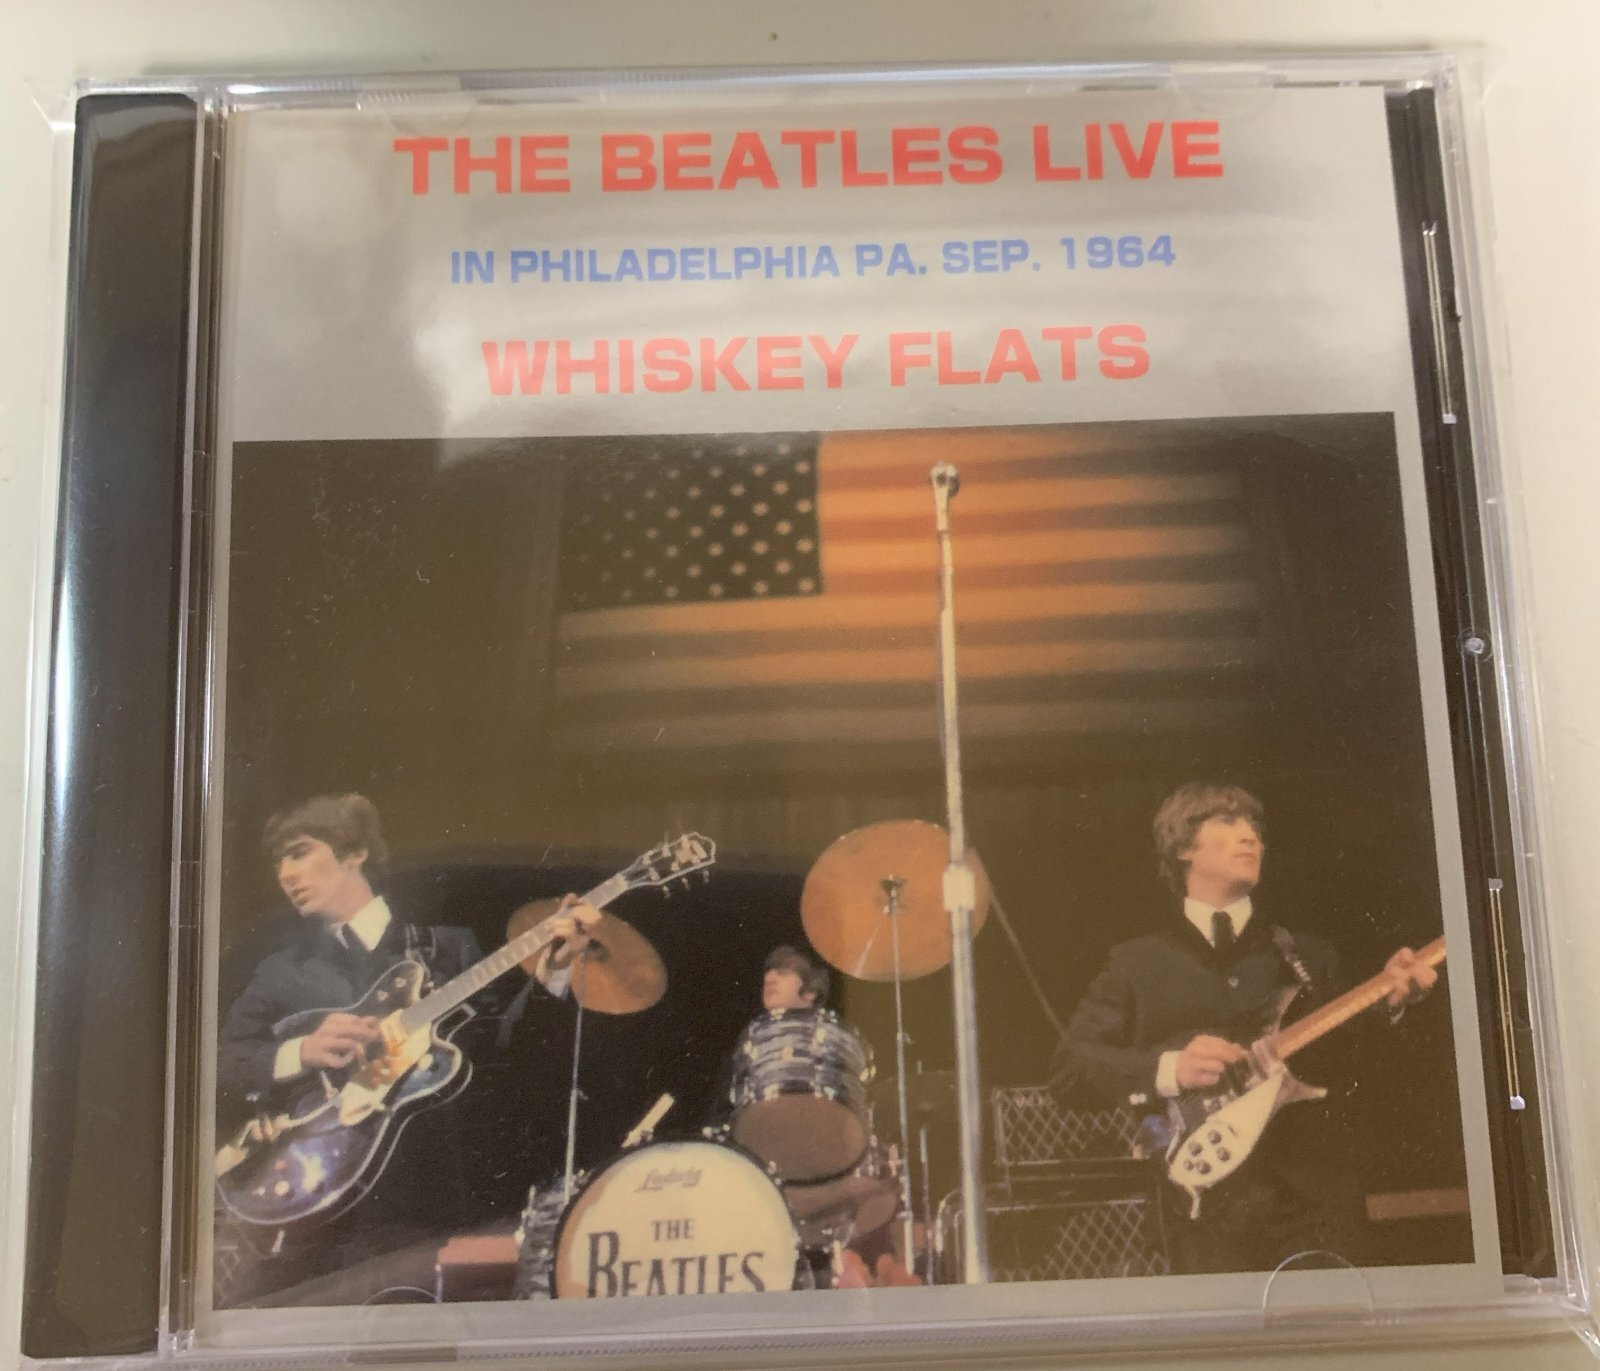 THE BEATLES LIVE
IN PHILADELPHIA PA. SEP. 1964
WHISKEY FLATS
Ludwig
THE
BEATLES